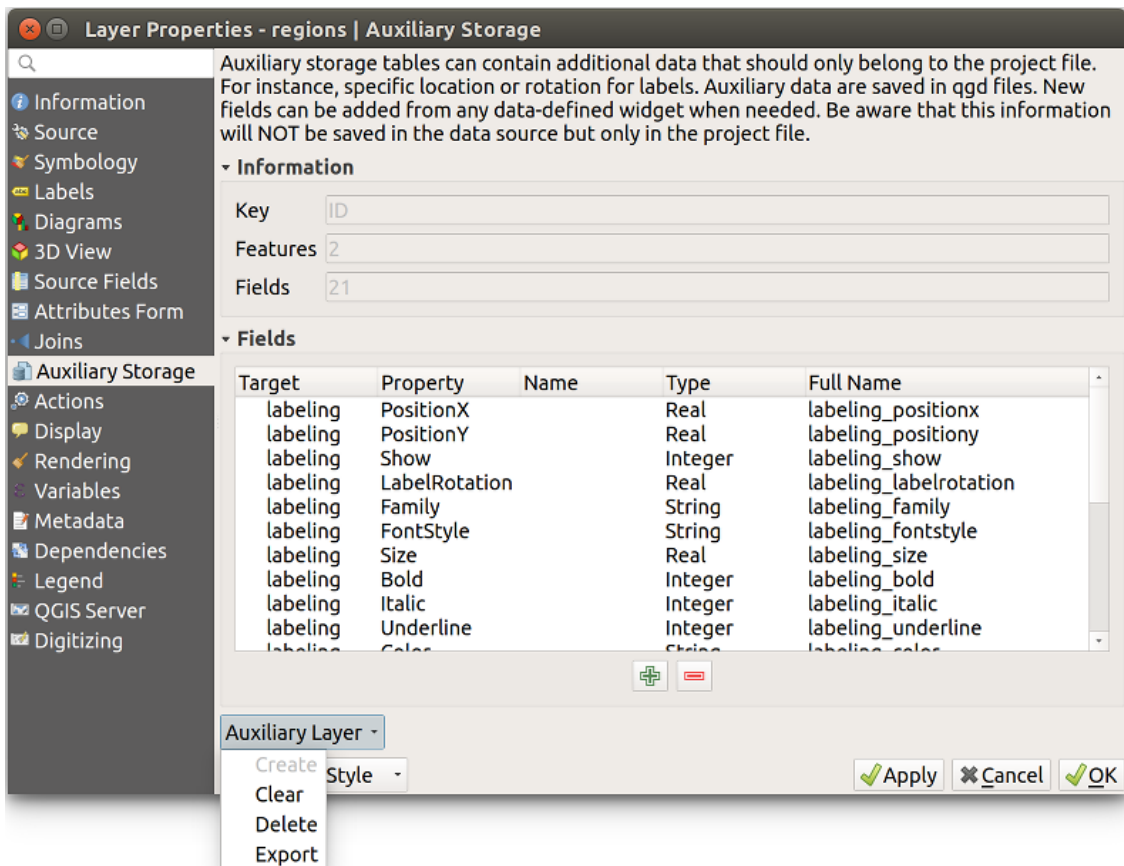 Layer Properties - regions | Auxiliary Storage
Information
Source
Symbology
abc Labels
Diagrams
3D View
Source Fields
Attributes Form
Joins
Auxiliary Storage
Actions
Display
Rendering
Variables
Metadata
Dependencies
Legend
QGIS Server
Digitizing
Auxiliary storage tables can contain additional data that should only belong to the project file.
For instance, specific location or rotation for labels. Auxiliary data are saved in qgd files. New
fields can be added from any data-defined widget when needed. Be aware that this information
will NOT be saved in the data source but only in the project file.
Information
Key ID
Features 2
Fields 21
Fields
Target Property Name Type Full Name
labeling PositionX Real labeling_positionx
labeling PositionY Real labeling_positiony
labeling Show Integer labeling_show
labeling LabelRotation Real labeling_labelrotation
labeling Family String labeling_family
labeling FontStyle String labeling_fontstyle
labeling Size Real labeling_size
labeling Bold Integer labeling_bold
labeling Italic Integer labeling_italic
labeling Underline Integer labeling_underline
labeling Color String labeling_color
Auxiliary Layer
Create
Clear
Delete
Export
Style
Apply Cancel OK